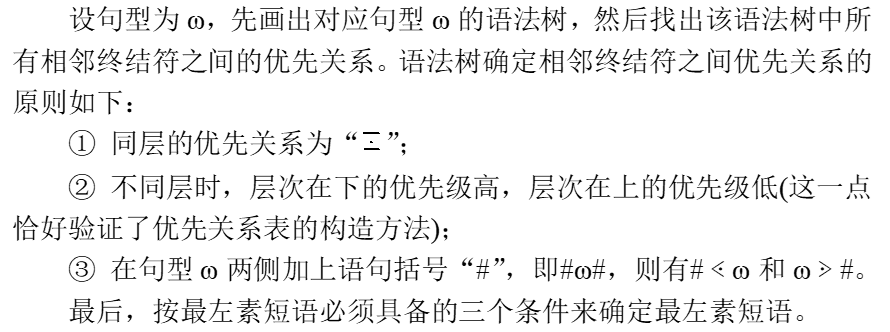 设句型为 ω，先画出对应句型 ω 的语法树，然后找出该语法树中所
有相邻终结符之间的优先关系。语法树确定相邻终结符之间优先关系的
原则如下：
① 同层的优先关系为“≖”；
② 不同层时，层次在下的优先级高，层次在上的优先级低(这一点
恰好验证了优先关系表的构造方法)；
③ 在句型 ω 两侧加上语句括号“#”，即#ω#，则有#⋖ω 和 ω⋗#。
最后，按最左素短语必须具备的三个条件来确定最左素短语。